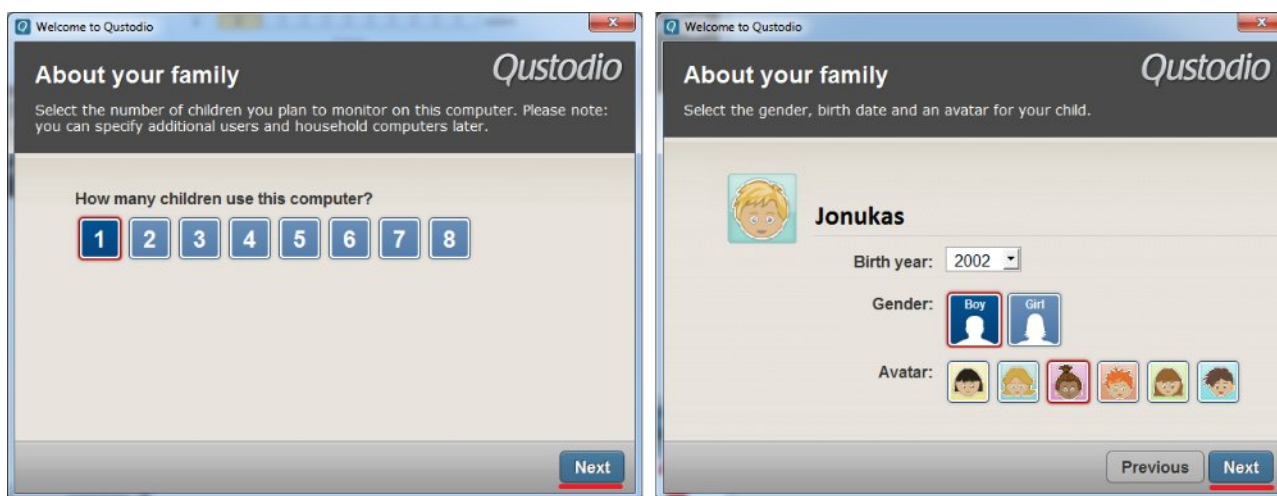 Welcome to Qustodio
About your family
Qustodio
Select the number of children you plan to monitor on this computer. Please note:
you can specify additional users and household computers later.
How many children use this computer?
1 2 3 4 5 6 7 8
Next
Welcome to Qustodio
About your family
Qustodio
Select the gender, birth date and an avatar for your child.
Jonukas
Birth year: 2002
Gender: Boy Girl
Avatar:
Previous Next